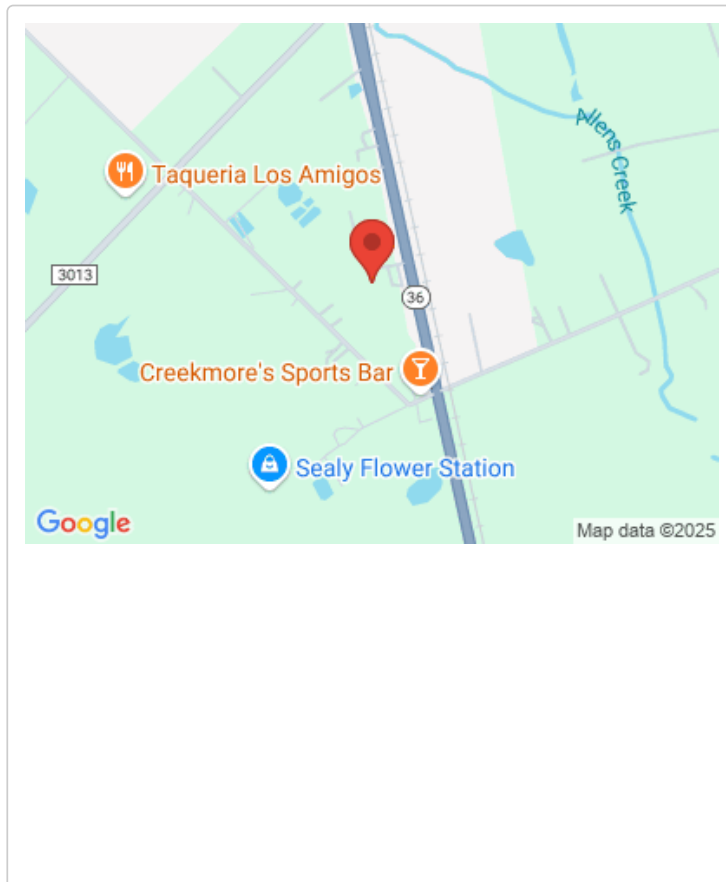 Allens Creek
Taqueria Los Amigos
3013
36
Creekmore's Sports Bar
Sealy Flower Station
Google
Map data ©2025